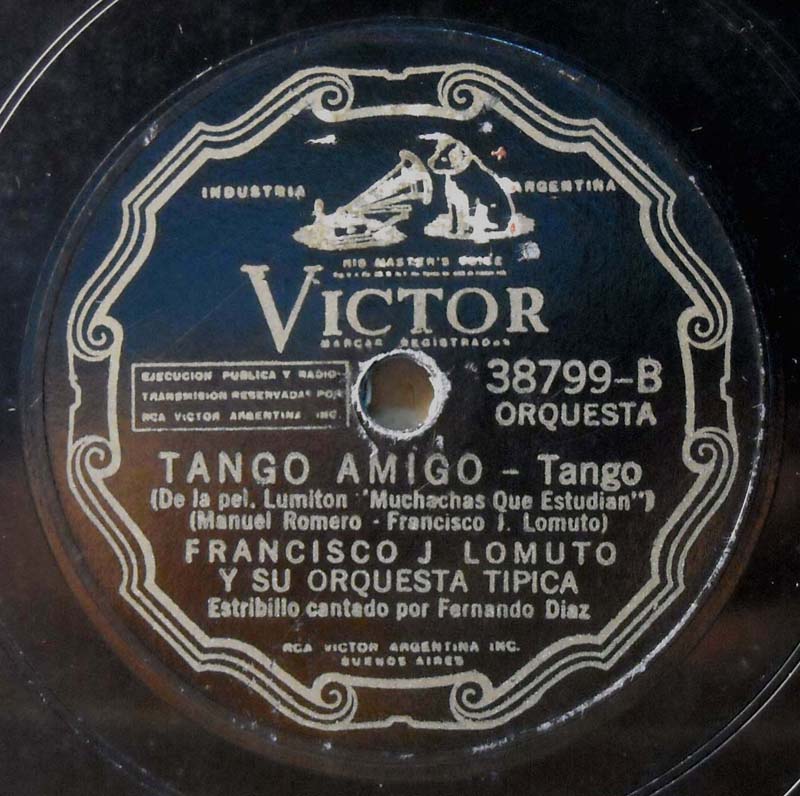 INDUSTRIA ARGENTINA
HIS MASTER'S VOICE
VICTOR
MARCAS REGISTRADAS
EJECUCION PUBLICA Y RADIO-
TRANSMISION RESERVADAS POR
RCA VICTOR ARGENTINA INC.
38799-B
ORQUESTA
TANGO AMIGO - Tango
(De la pel. Lumiton "Muchachas Que Estudian")
(Manuel Romero - Francisco J. Lomuto)
FRANCISCO J LOMUTO
Y SU ORQUESTA TIPICA
Estribillo cantado por Fernando Diaz
RCA VICTOR ARGENTINA INC.
BUENOS AIRES